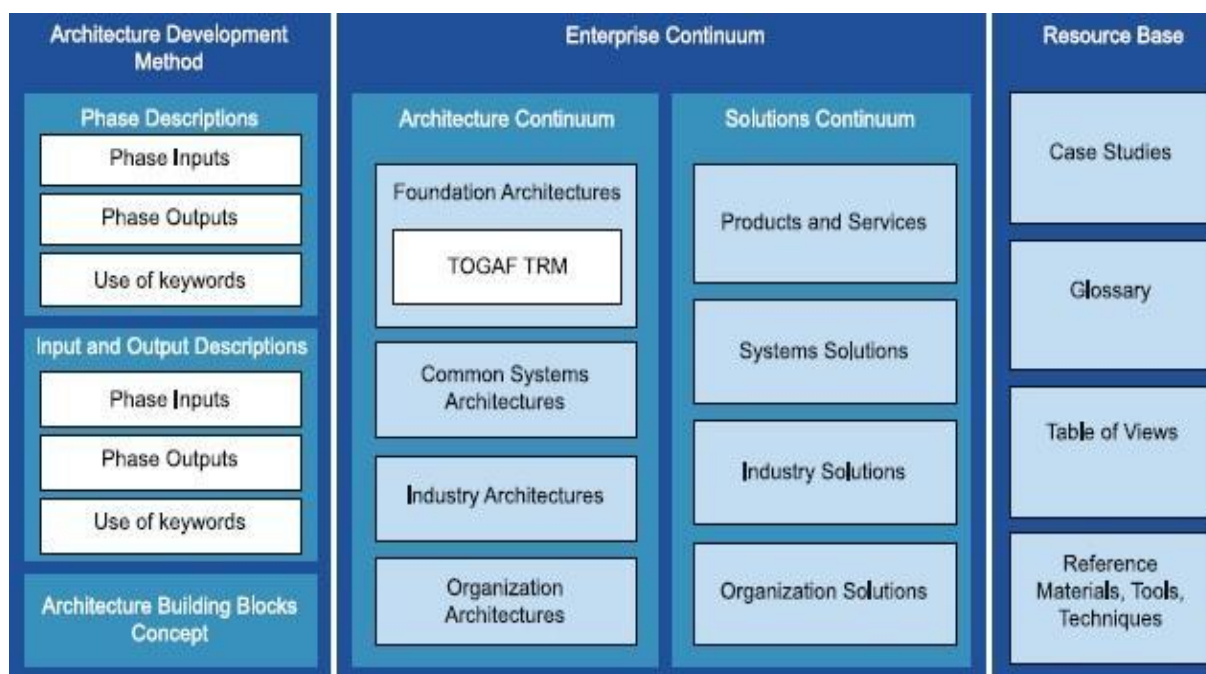 Architecture Development
Method
Phase Descriptions
Phase Inputs
Phase Outputs
Use of keywords
Input and Output Descriptions
Phase Inputs
Phase Outputs
Use of keywords
Architecture Building Blocks
Concept
Enterprise Continuum
Architecture Continuum
Foundation Architectures
TOGAF TRM
Common Systems
Architectures
Industry Architectures
Organization
Architectures
Solutions Continuum
Products and Services
Systems Solutions
Industry Solutions
Organization Solutions
Resource Base
Case Studies
Glossary
Table of Views
Reference
Materials, Tools,
Techniques